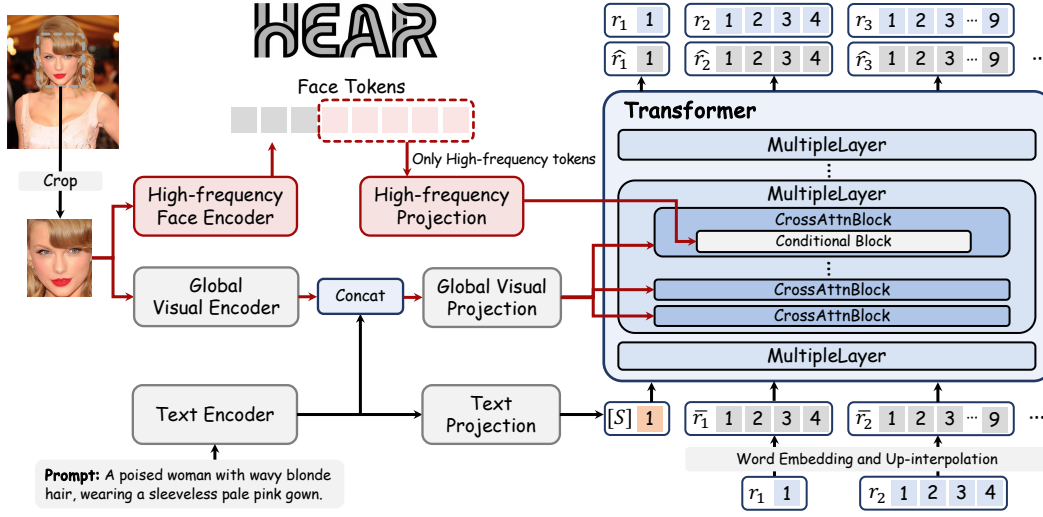 HEAR
Face Tokens
Only High-frequency tokens
Crop
High-frequency
Face Encoder
High-frequency
Projection
Global
Visual Encoder
Concat
Global Visual
Projection
Text Encoder
Text
Projection
Prompt: A poised woman with wavy blonde
hair, wearing a sleeveless pale pink gown.
r₁ 1
r₂ 1 2 3 4
r₃ 1 2 3 ... 9
r̂₁ 1
r̂₂ 1 2 3 4
r̂₃ 1 2 3 ... 9
...
Transformer
MultipleLayer
⋮
MultipleLayer
CrossAttnBlock
Conditional Block
⋮
CrossAttnBlock
CrossAttnBlock
MultipleLayer
[S] 1
r̄₁ 1 2 3 4
r̄₂ 1 2 3 ... 9
...
Word Embedding and Up-interpolation
r₁ 1
r₂ 1 2 3 4